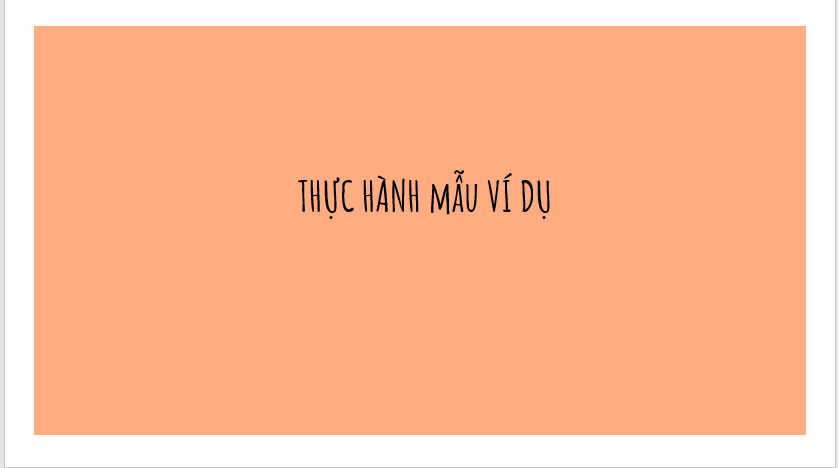 THỰC HÀNH MẪU VÍ DỤ